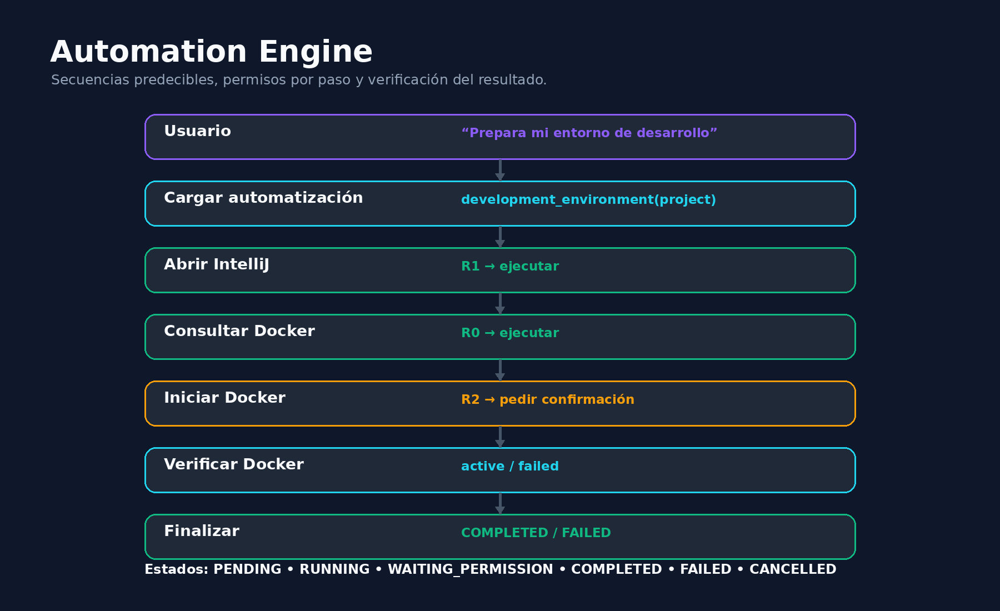 Automation Engine
Secuencias predecibles, permisos por paso y verificación del resultado.
Usuario
“Prepara mi entorno de desarrollo”
Cargar automatización
development_environment(project)
Abrir IntelliJ
R1 → ejecutar
Consultar Docker
R0 → ejecutar
Iniciar Docker
R2 → pedir confirmación
Verificar Docker
active / failed
Finalizar
COMPLETED / FAILED
Estados: PENDING • RUNNING • WAITING_PERMISSION • COMPLETED • FAILED • CANCELLED